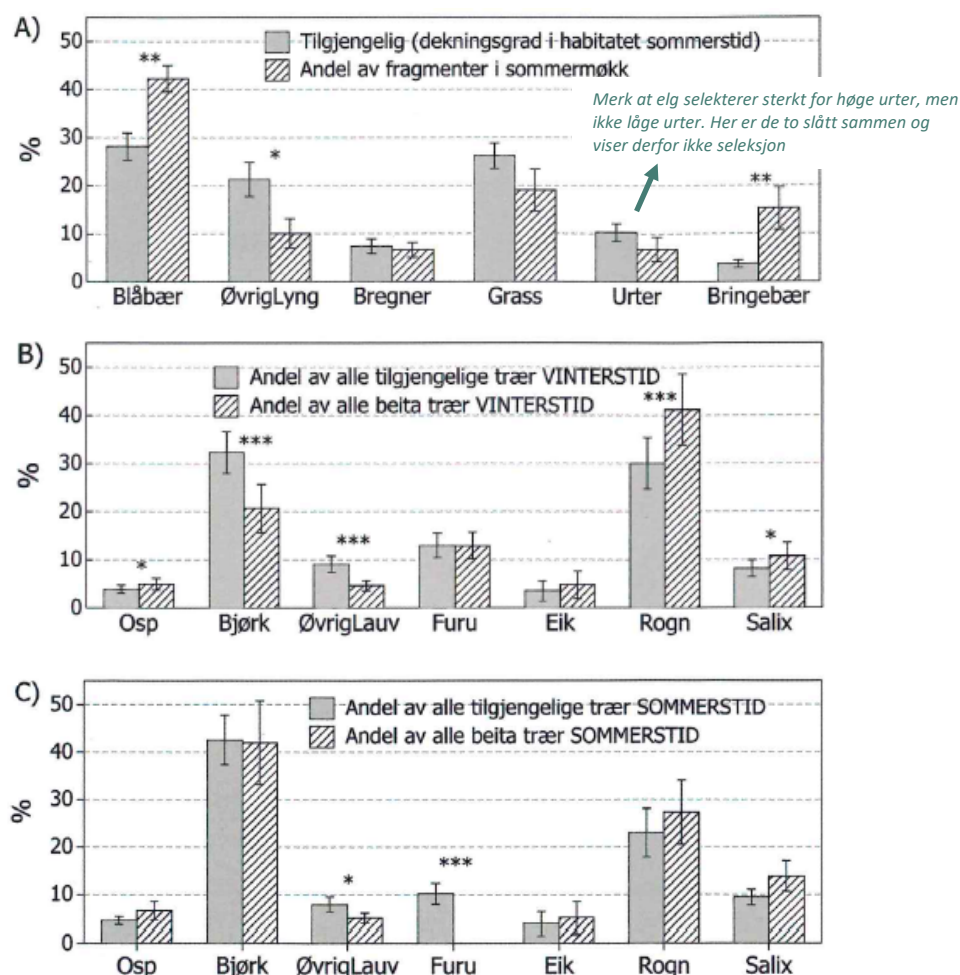 A)
50
40
30
20
10
0
%
Tilgjengelig (dekningsgrad i habitatet sommerstid)
Andel av fragmenter i sommermøkk
Merk at elg selekterer sterkt for høge urter, men
ikke låge urter. Her er de to slått sammen og
viser derfor ikke seleksjon
**
*
**
Blåbær ØvrigLyng Bregner Grass Urter Bringebær
B)
50
40
30
20
10
0
%
Andel av alle tilgjengelige trær VINTERSTID
Andel av alle beita trær VINTERSTID
*
***
***
***
*
Osp Bjørk ØvrigLauv Furu Eik Rogn Salix
C)
50
40
30
20
10
0
%
Andel av alle tilgjengelige trær SOMMERSTID
Andel av alle beita trær SOMMERSTID
*
***
Osp Bjørk ØvrigLauv Furu Eik Rogn Salix